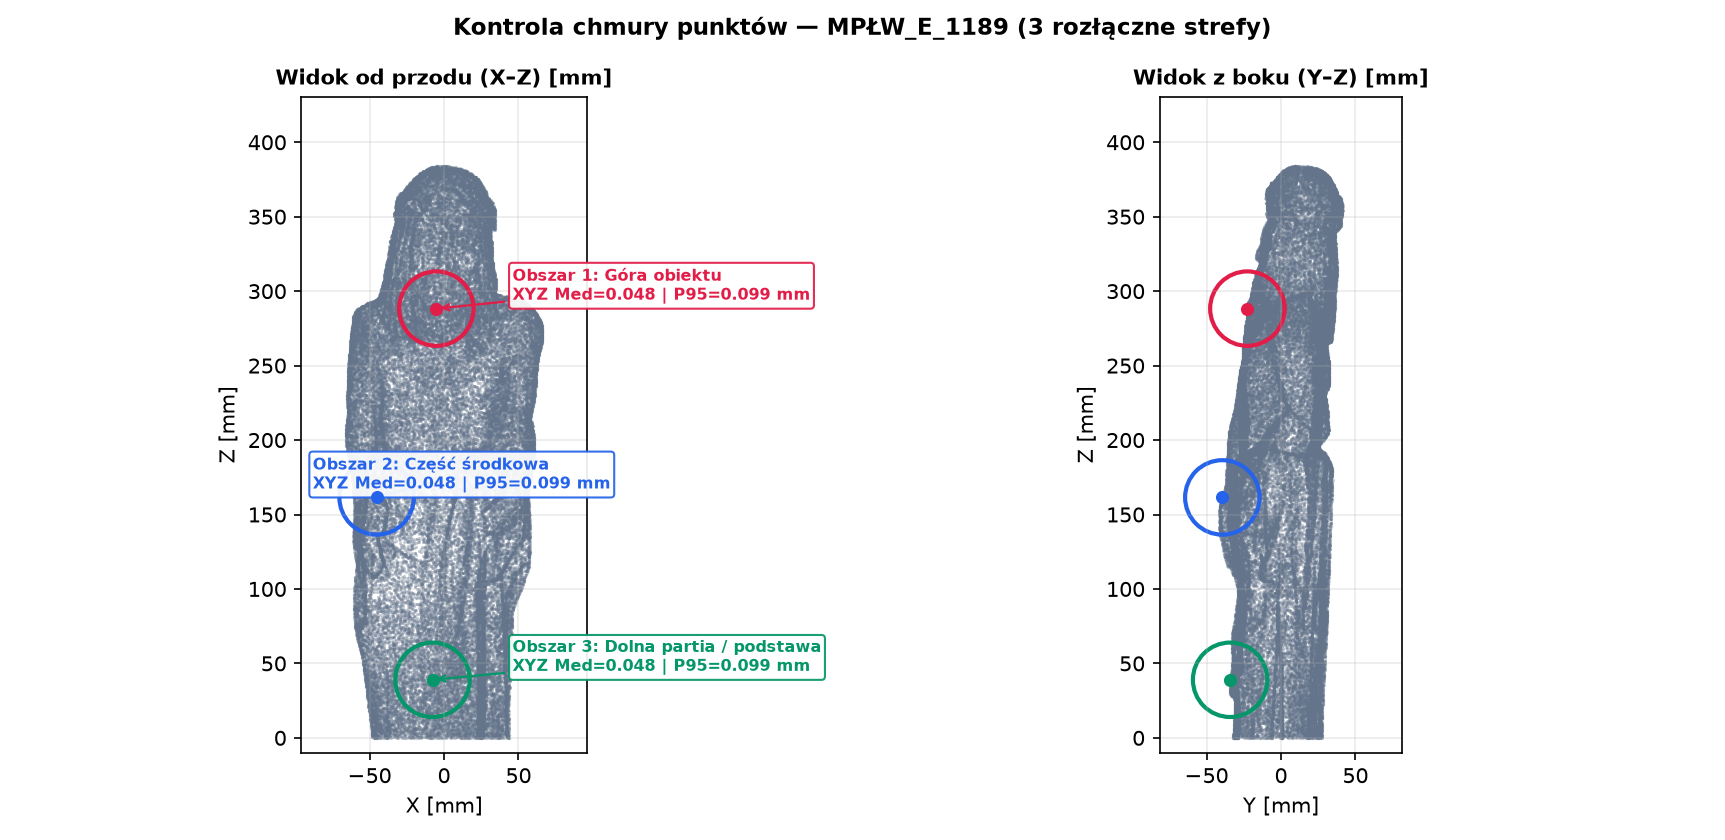 Kontrola chmury punktów — MPŁW_E_1189 (3 rozłączne strefy)
Widok od przodu (X–Z) [mm]
400
350
300
250
200
150
100
50
0
Z [mm]
−50 0 50
X [mm]
Obszar 1: Góra obiektu
XYZ Med=0.048 | P95=0.099 mm
Obszar 2: Część środkowa
XYZ Med=0.048 | P95=0.099 mm
Obszar 3: Dolna partia / podstawa
XYZ Med=0.048 | P95=0.099 mm
Widok z boku (Y–Z) [mm]
400
350
300
250
200
150
100
50
0
Z [mm]
−50 0 50
Y [mm]